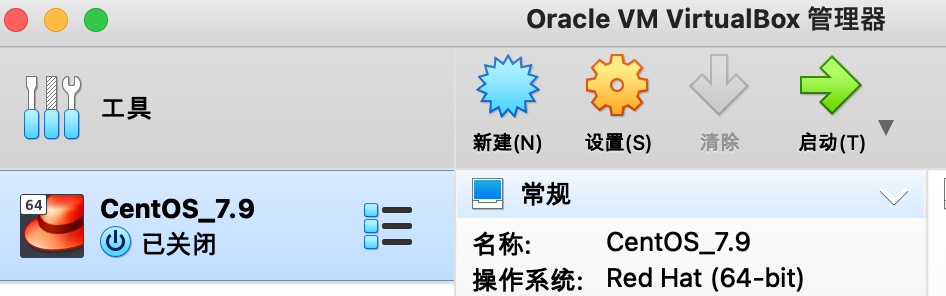 Oracle VM VirtualBox 管理器
工具
新建(N)
设置(S)
清除
启动(T)
64
CentOS_7.9
已关闭
常规
名称: CentOS_7.9
操作系统: Red Hat (64-bit)